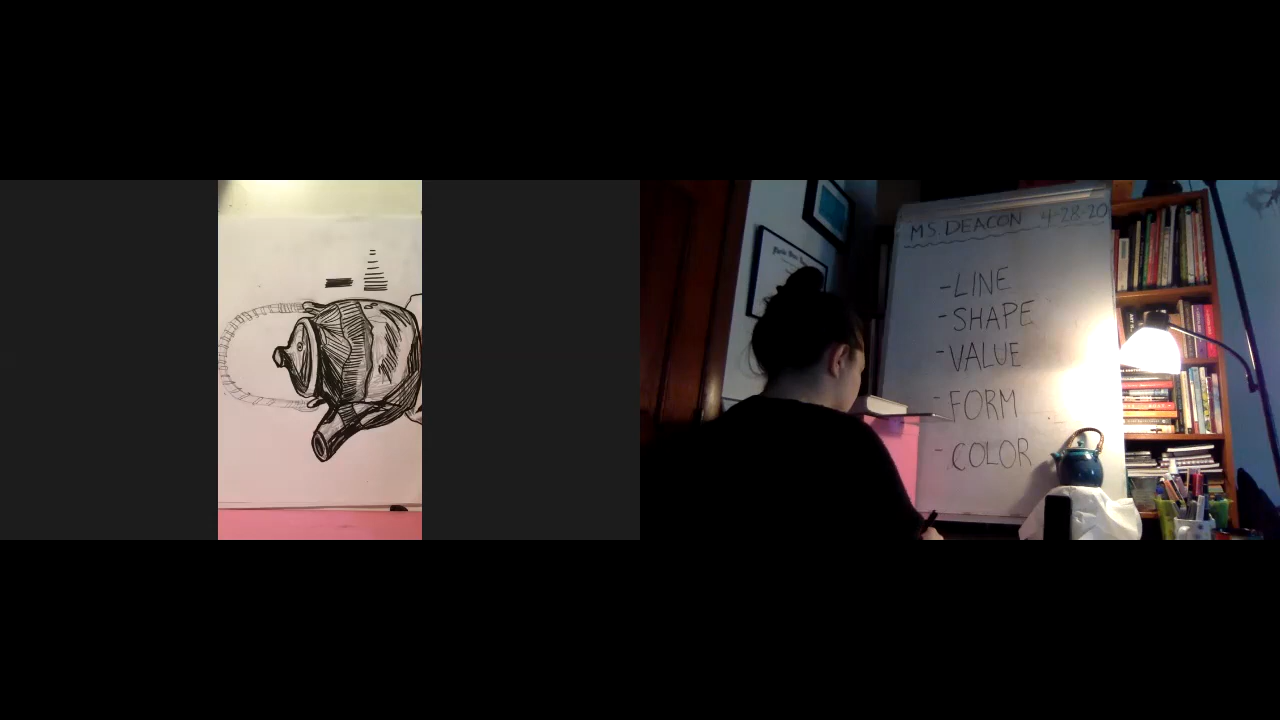 MS. DEACON 4-28-20
-LINE
-SHAPE
-VALUE
-FORM
-COLOR